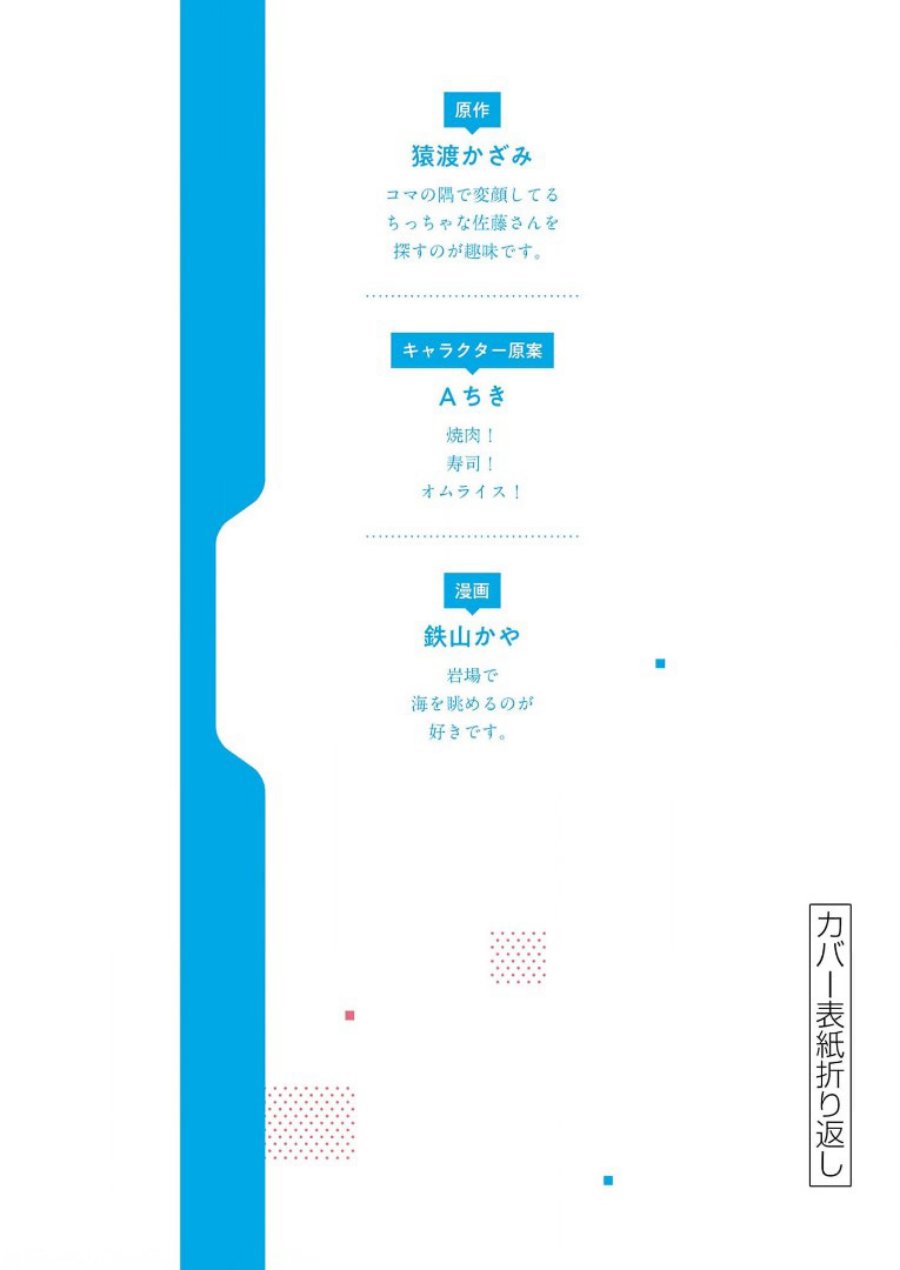 原作
猿渡かざみ
コマの隅で変顔してる
ちっちゃな佐藤さんを
探すのが趣味です。
キャラクター原案
Aちき
焼肉！
寿司！
オムライス！
漫画
鉄山かや
岩場で
海を眺めるのが
好きです。
カバー表紙折り返し